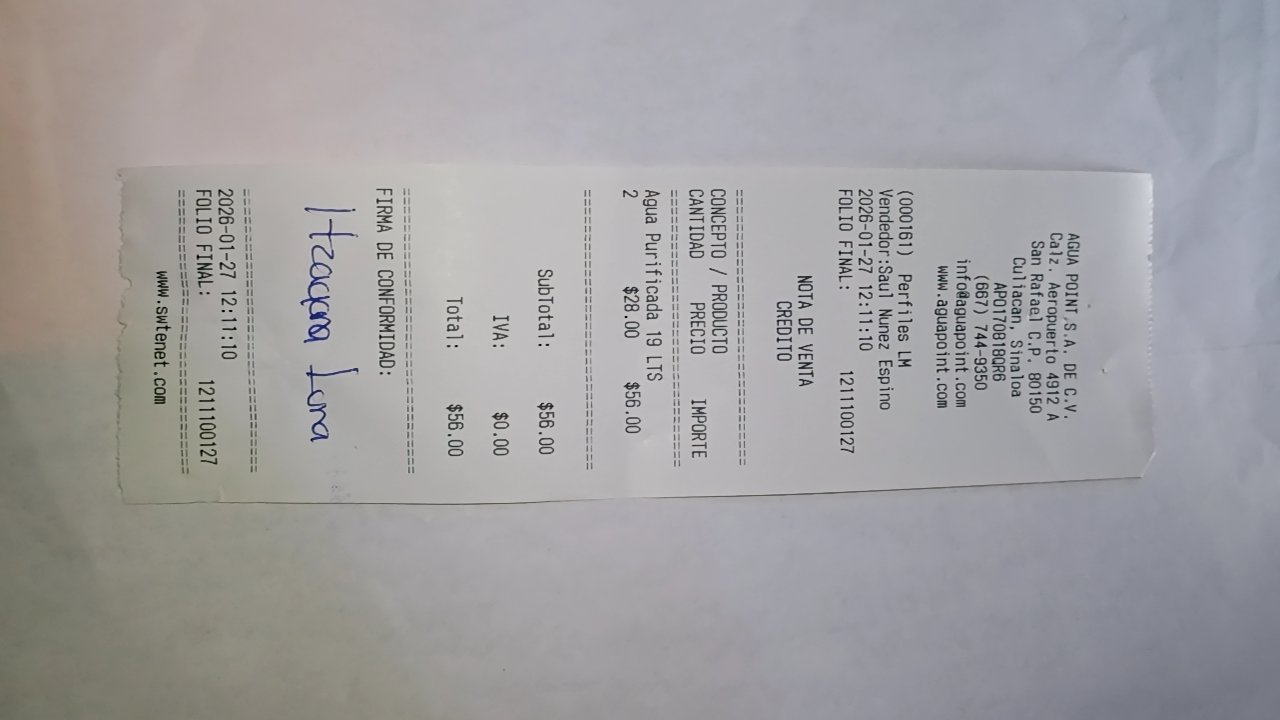 AGUA POINT,S.A. DE C.V.
Calz. Aeropuerto 4912 A
San Rafael C.P. 80150
Culiacan, Sinaloa
APO170818QR6
(667) 744-9350
info@aguapoint.com
www.aguapoint.com
(000161) Perfiles LM
Vendedor:Saul Nunez Espino
2026-01-27 12:11:10
FOLIO FINAL: 1211100127
NOTA DE VENTA
CREDITO
==============================
CONCEPTO / PRODUCTO
CANTIDAD PRECIO IMPORTE
==============================
Agua Purificada 19 LTS
2 $28.00 $56.00
==============================
SubTotal: $56.00
IVA: $0.00
Total: $56.00
==============================
FIRMA DE CONFORMIDAD:
==============================
2026-01-27 12:11:10
FOLIO FINAL: 1211100127
==============================
www.swtenet.com